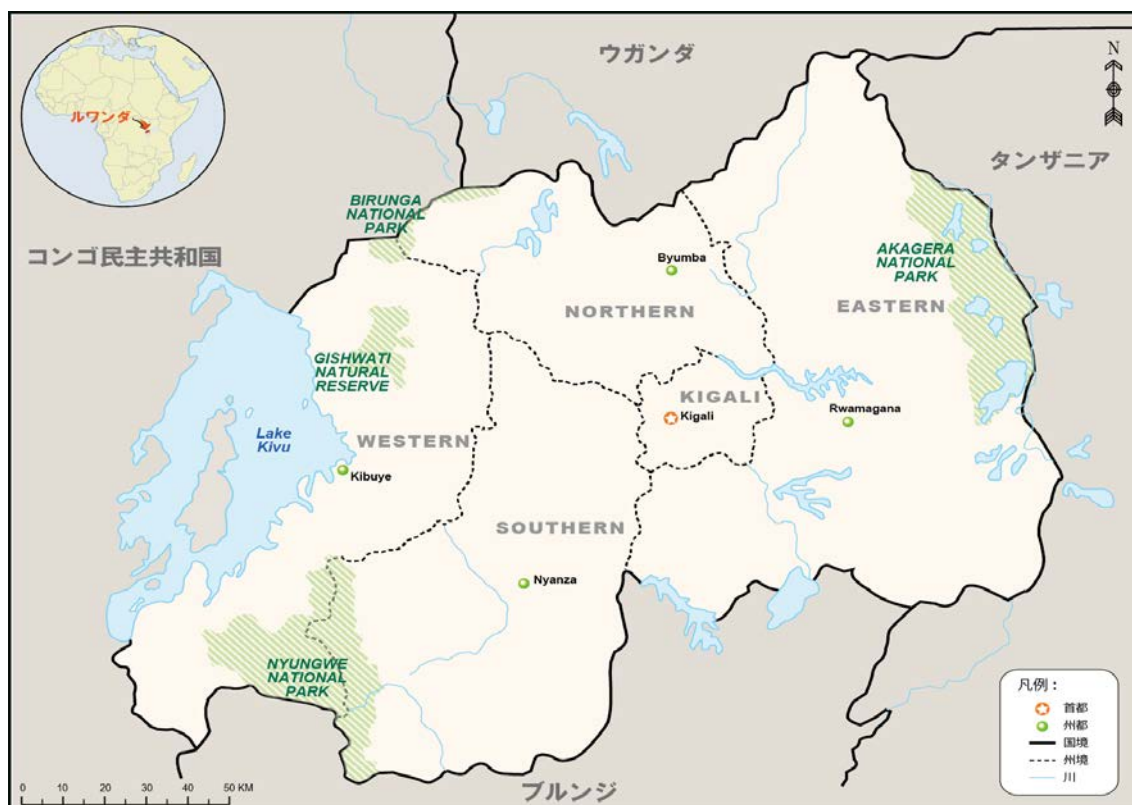 ウガンダ
N
ルワンダ
タンザニア
BIRUNGA
NATIONAL
PARK
コンゴ民主共和国
Byumba
AKAGERA
NATIONAL
PARK
NORTHERN
EASTERN
GISHWATI
NATURAL
RESERVE
KIGALI
Kigali
Rwamagana
Lake
Kivu
WESTERN
Kibuye
SOUTHERN
Nyanza
NYUNGWE
NATIONAL
PARK
凡例：
首都
州都
国境
州境
川
0 10 20 30 40 50 KM
ブルンジ